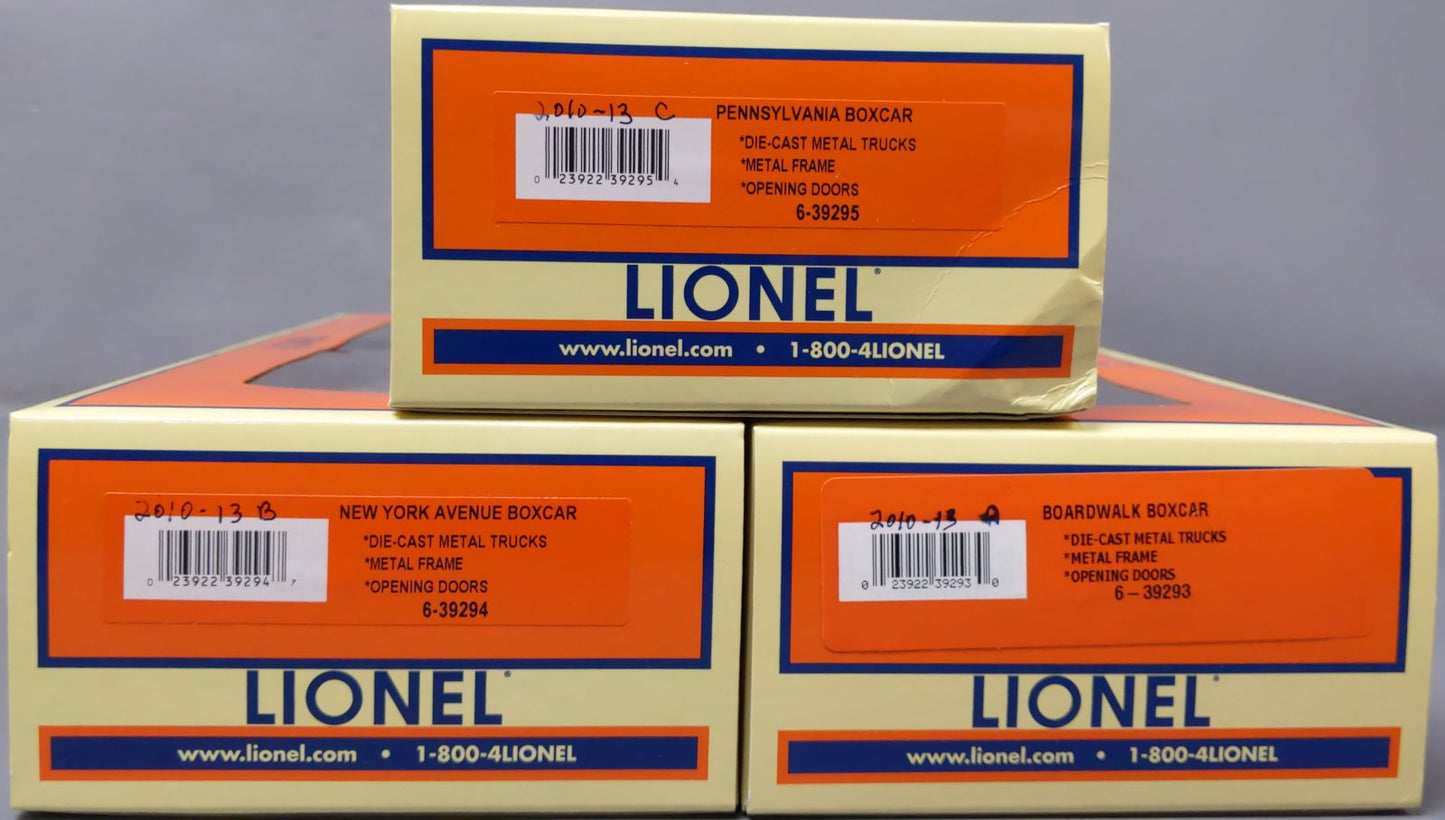 2010-13 C
PENNSYLVANIA BOXCAR
*DIE-CAST METAL TRUCKS
*METAL FRAME
*OPENING DOORS
6-39295
0 23922 39295 4
LIONEL®
www.lionel.com • 1-800-4LIONEL
2010-13 B
NEW YORK AVENUE BOXCAR
*DIE-CAST METAL TRUCKS
*METAL FRAME
*OPENING DOORS
6-39294
0 23922 39294 7
LIONEL®
www.lionel.com • 1-800-4LIONEL
2010-13 A
BOARDWALK BOXCAR
*DIE-CAST METAL TRUCKS
*METAL FRAME
*OPENING DOORS
6-39293
0 23922 39293 0
LIONEL®
www.lionel.com • 1-800-4LIONEL